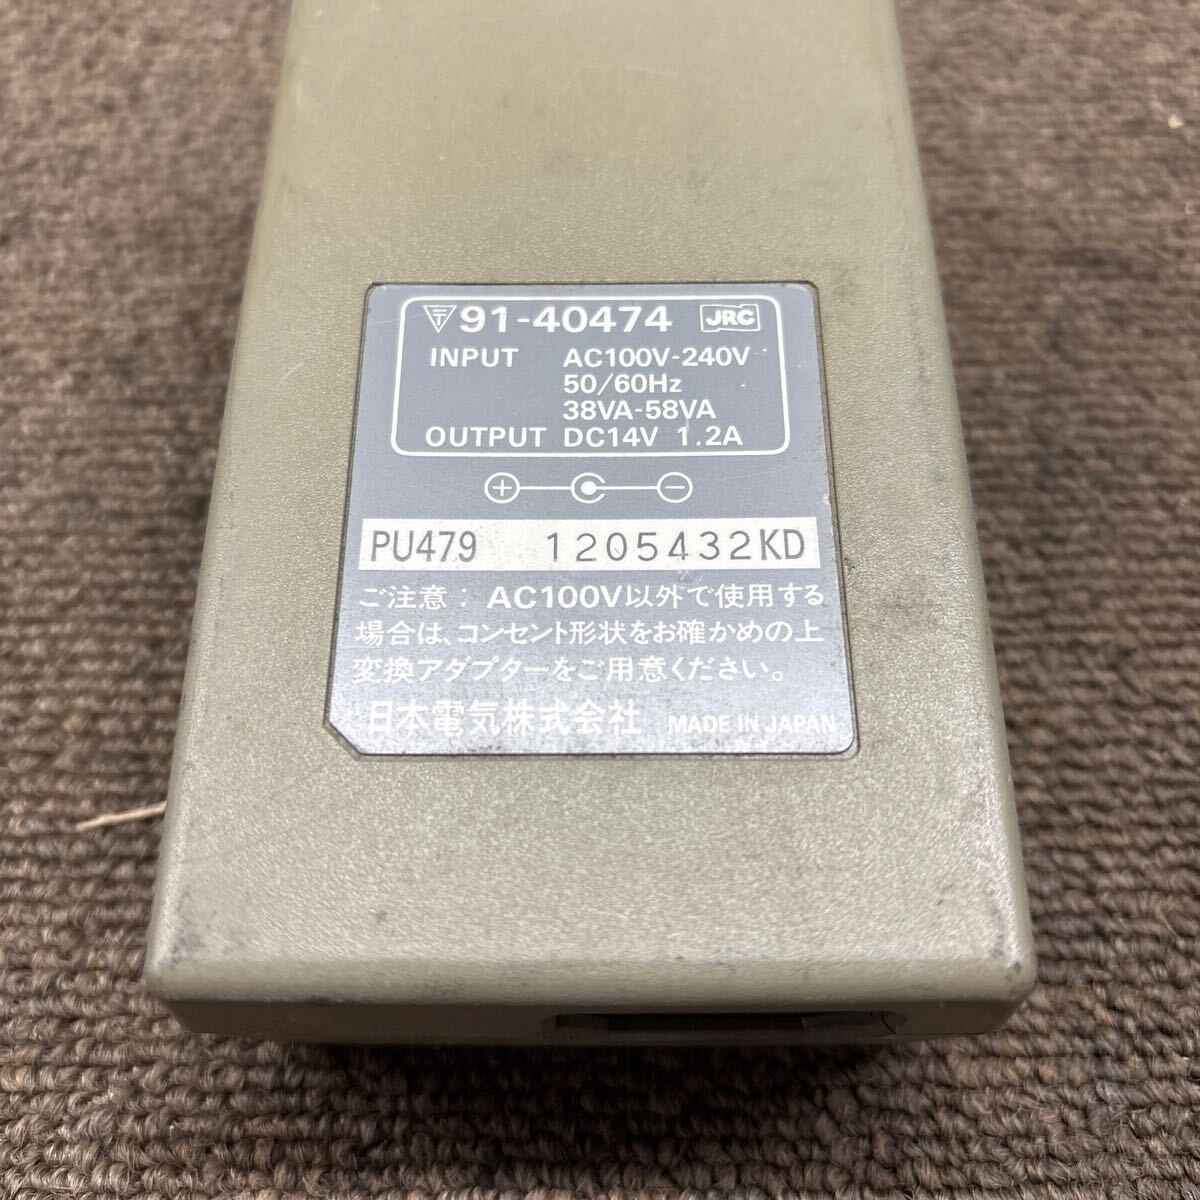 91-40474 JRC
INPUT AC100V-240V
50/60Hz
38VA-58VA
OUTPUT DC14V 1.2A
PU479 1205432KD
ご注意: AC100V以外で使用する
場合は、コンセント形状をお確かめの上
変換アダプターをご用意ください。
日本電気株式会社 MADE IN JAPAN